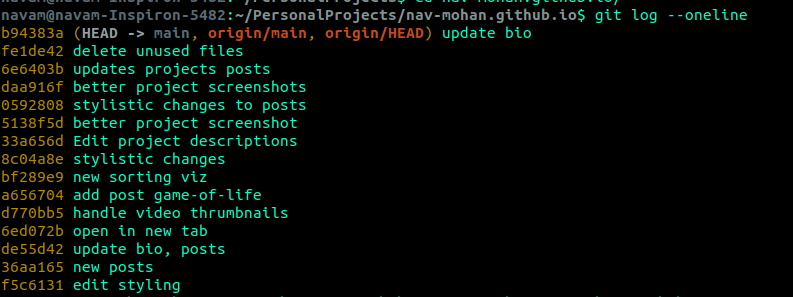 navam@navam-Inspiron-5482:~/PersonalProjects/nav-mohan.github.io$ git log --oneline
b94383a (HEAD -> main, origin/main, origin/HEAD) update bio
fe1de42 delete unused files
6e6403b updates projects posts
daa916f better project screenshots
0592808 stylistic changes to posts
5138f5d better project screenshot
33a656d Edit project descriptions
8c04a8e stylistic changes
bf289e9 new sorting viz
a656704 add post game-of-life
d770bb5 handle video thrumbnails
6ed072b open in new tab
de55d42 update bio, posts
36aa165 new posts
f5c6131 edit styling